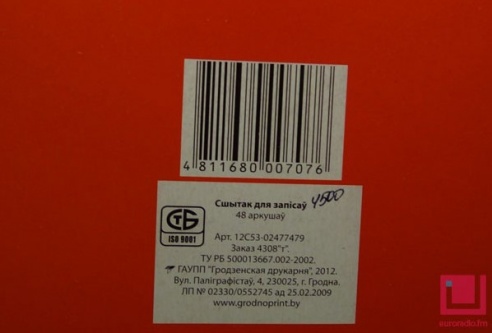 4 811680 007076
Сшытак для запісаў 4500
48 аркушаў
СТБ
ISO 9001
Арт. 12С53-02477479
Заказ 4308"т".
ТУ РБ 500013667.002-2002.
ГАУПП "Гродзенская друкарня", 2012.
Вул. Паліграфістаў, 4, 230025, г. Гродна.
ЛП № 02330/0552745 ад 25.02.2009
www.grodnoprint.by
euroradio.fm